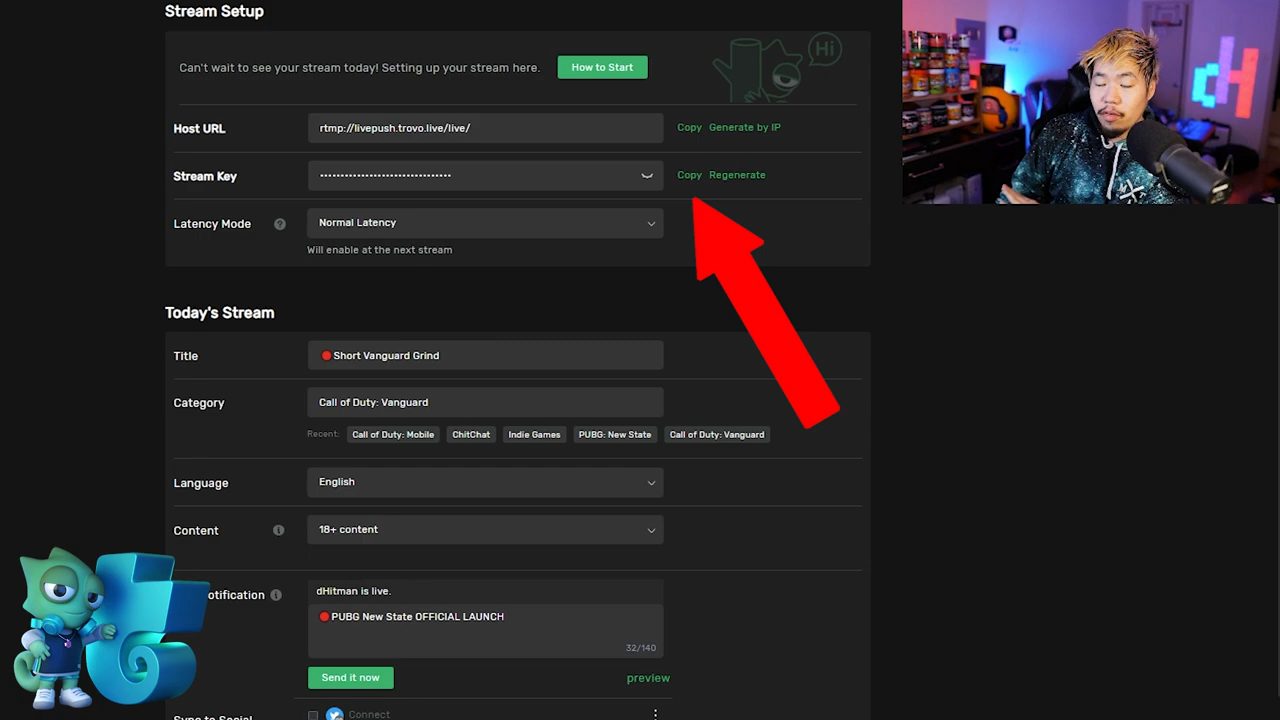 Stream Setup
Can't wait to see your stream today! Setting up your stream here. How to Start
Hi
Host URL rtmp://livepush.trovo.live/live/ Copy Generate by IP
Stream Key •••••••••••••••••••••••••••••••• Copy Regenerate
Latency Mode ? Normal Latency
Will enable at the next stream
Today's Stream
Title 🔴Short Vanguard Grind
Category Call of Duty: Vanguard
Recent: Call of Duty: Mobile ChitChat Indie Games PUBG: New State Call of Duty: Vanguard
Language English
Content 18+ content
otification dHitman is live.
🔴PUBG New State OFFICIAL LAUNCH
32/140
Send it now preview
Sync to Social Connect
dH